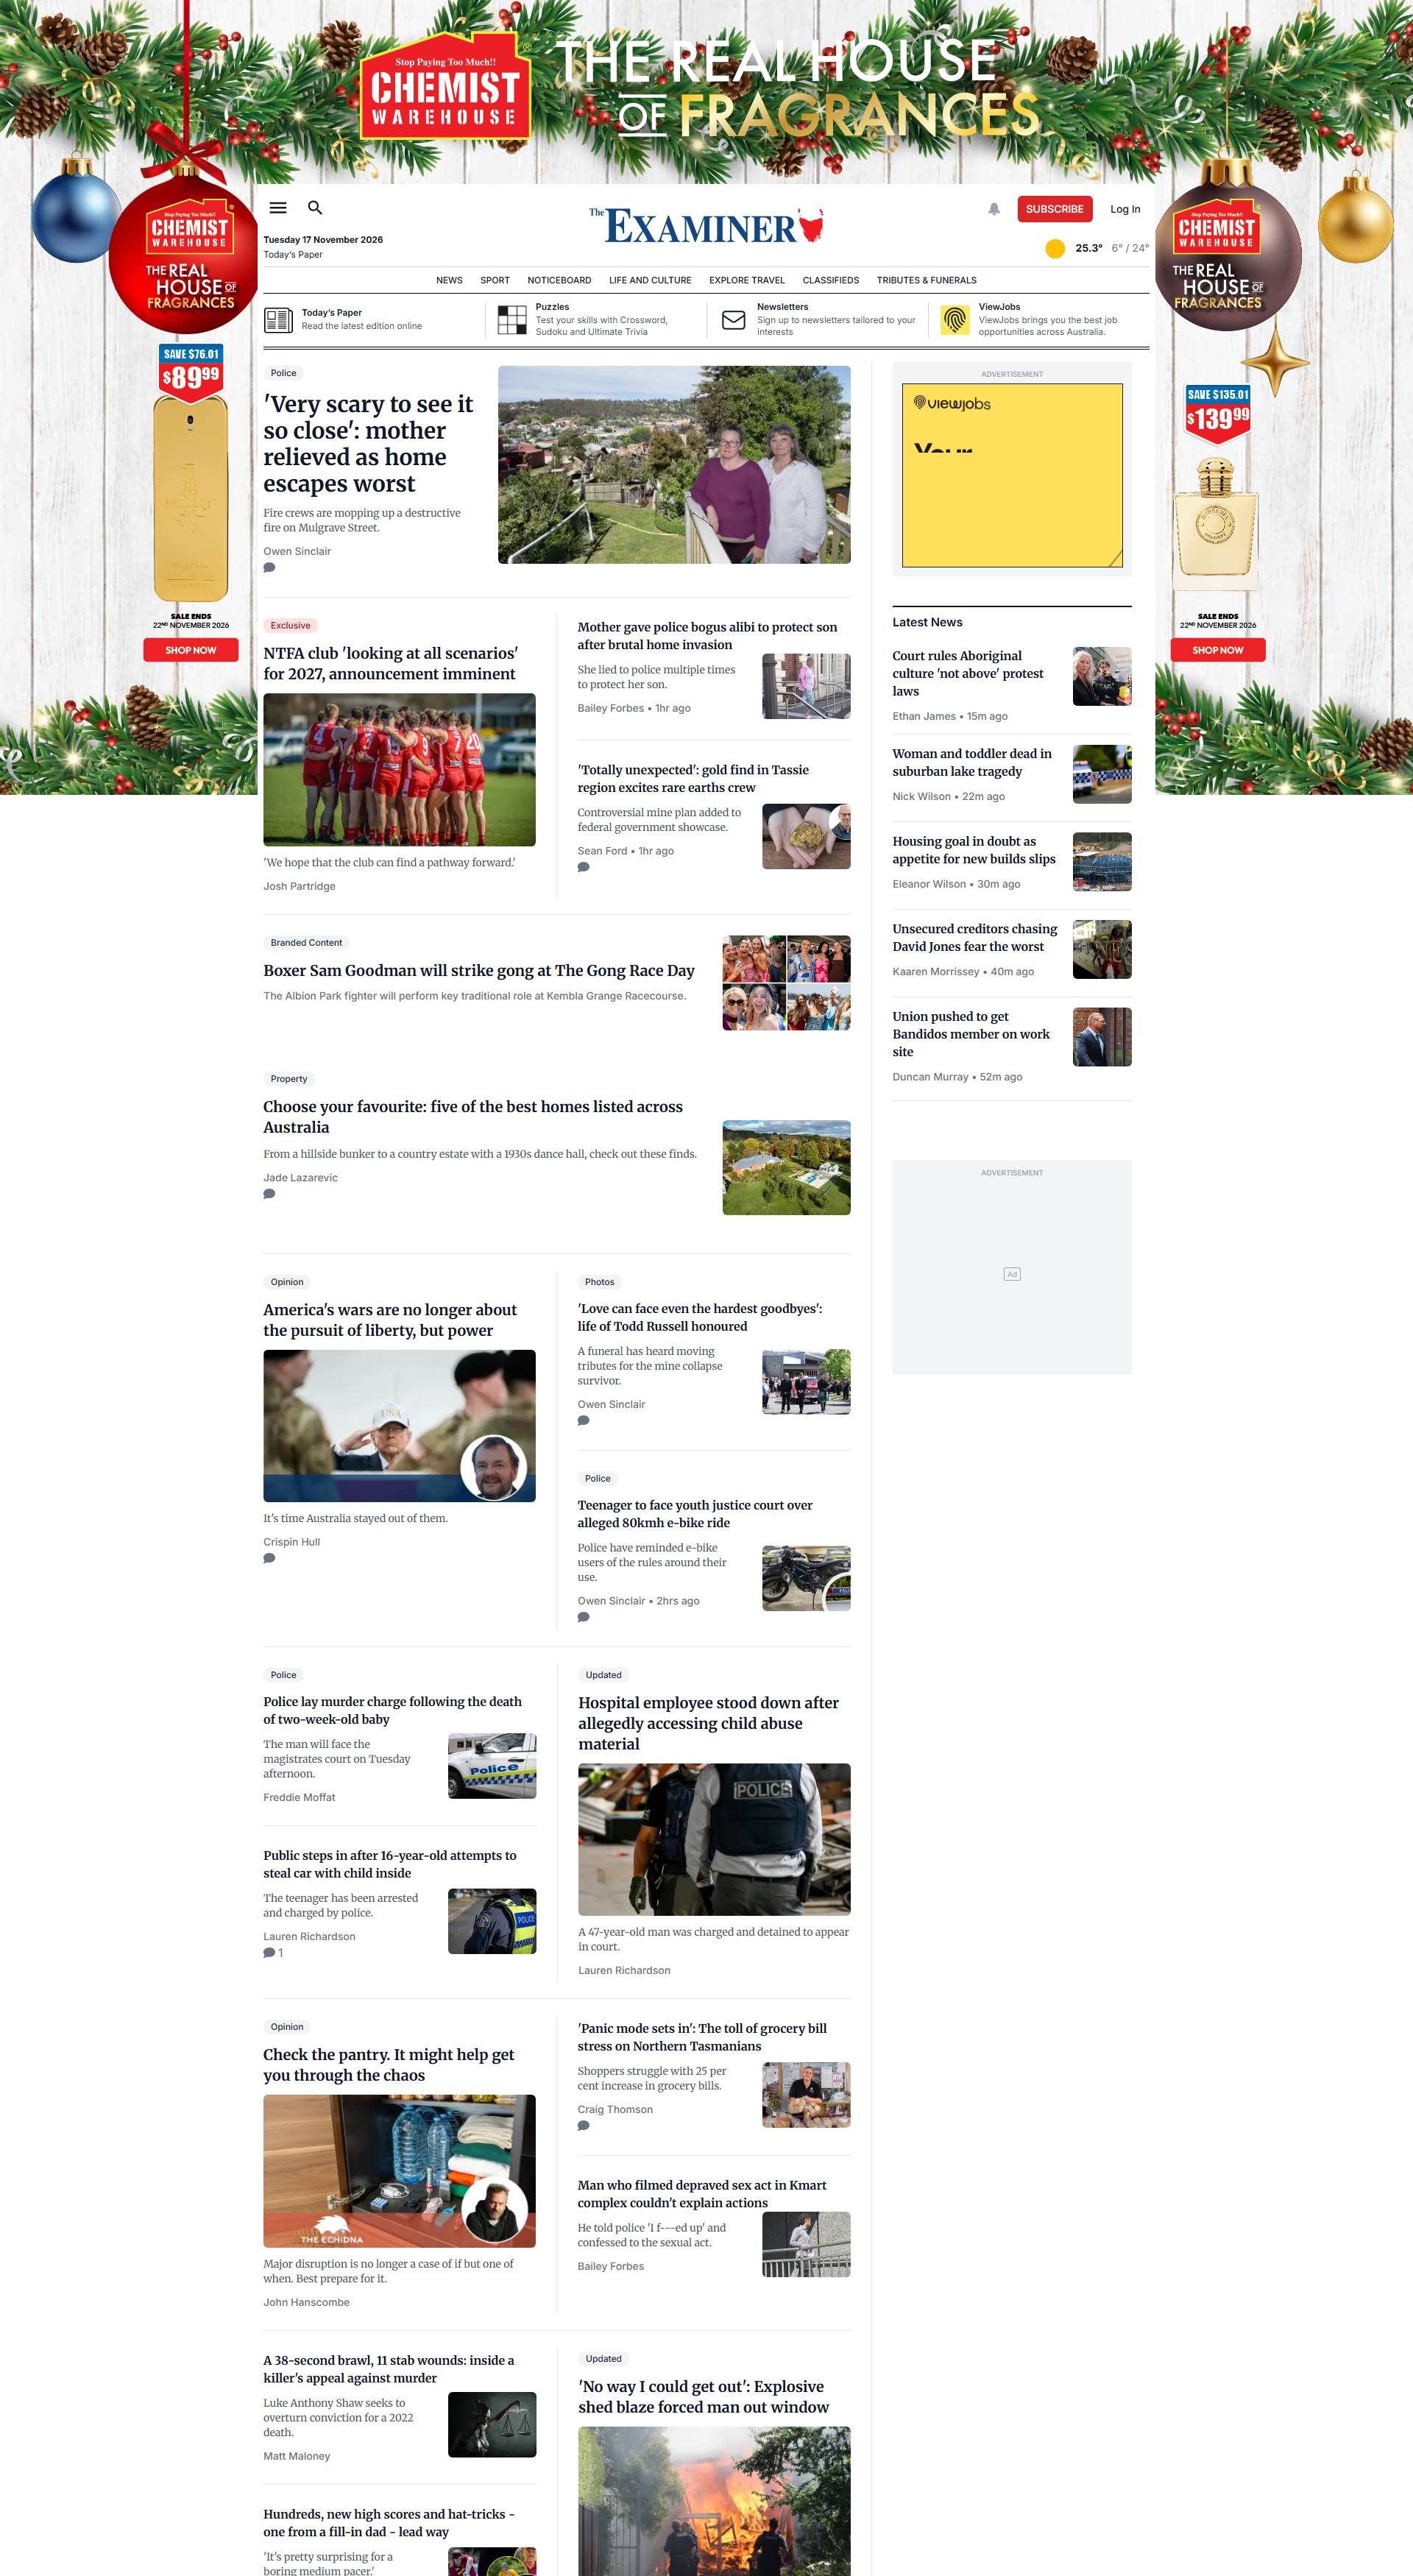 Stop Paying Too Much!!
CHEMIST
WAREHOUSE
THE REAL HOUSE
OF FRAGRANCES
Stop Paying Too Much!!
CHEMIST
WAREHOUSE
THE REAL
HOUSE OF
FRAGRANCES
SAVE $76.01
$89.99
SALE ENDS
22ND NOVEMBER 2026
SHOP NOW
Stop Paying Too Much!!
CHEMIST
WAREHOUSE
THE REAL
HOUSE OF
FRAGRANCES
SAVE $135.01
$139.99
SALE ENDS
22ND NOVEMBER 2026
SHOP NOW
The EXAMINER
SUBSCRIBE
Log In
Tuesday 17 November 2026
Today's Paper
25.3° 6° / 24°
NEWS SPORT NOTICEBOARD LIFE AND CULTURE EXPLORE TRAVEL CLASSIFIEDS TRIBUTES & FUNERALS
Today's Paper
Read the latest edition online
Puzzles
Test your skills with Crossword,
Sudoku and Ultimate Trivia
Newsletters
Sign up to newsletters tailored to your
interests
ViewJobs
ViewJobs brings you the best job
opportunities across Australia.
Police
'Very scary to see it
so close': mother
relieved as home
escapes worst
Fire crews are mopping up a destructive
fire on Mulgrave Street.
Owen Sinclair
Exclusive
NTFA club 'looking at all scenarios'
for 2027, announcement imminent
'We hope that the club can find a pathway forward.'
Josh Partridge
Mother gave police bogus alibi to protect son
after brutal home invasion
She lied to police multiple times
to protect her son.
Bailey Forbes • 1hr ago
'Totally unexpected': gold find in Tassie
region excites rare earths crew
Controversial mine plan added to
federal government showcase.
Sean Ford • 1hr ago
Branded Content
Boxer Sam Goodman will strike gong at The Gong Race Day
The Albion Park fighter will perform key traditional role at Kembla Grange Racecourse.
Property
Choose your favourite: five of the best homes listed across
Australia
From a hillside bunker to a country estate with a 1930s dance hall, check out these finds.
Jade Lazarevic
Opinion
America's wars are no longer about
the pursuit of liberty, but power
USA
It's time Australia stayed out of them.
Crispin Hull
Photos
'Love can face even the hardest goodbyes':
life of Todd Russell honoured
A funeral has heard moving
tributes for the mine collapse
survivor.
Owen Sinclair
Police
Teenager to face youth justice court over
alleged 80kmh e-bike ride
Police have reminded e-bike
users of the rules around their
use.
Owen Sinclair • 2hrs ago
Police
Police lay murder charge following the death
of two-week-old baby
The man will face the
magistrates court on Tuesday
afternoon.
Police
Freddie Moffat
Public steps in after 16-year-old attempts to
steal car with child inside
The teenager has been arrested
and charged by police.
POLICE
Lauren Richardson
1
Updated
Hospital employee stood down after
allegedly accessing child abuse
material
POLICE
A 47-year-old man was charged and detained to appear
in court.
Lauren Richardson
Opinion
Check the pantry. It might help get
you through the chaos
THE ECHIDNA
Major disruption is no longer a case of if but one of
when. Best prepare for it.
John Hanscombe
'Panic mode sets in': The toll of grocery bill
stress on Northern Tasmanians
Shoppers struggle with 25 per
cent increase in grocery bills.
Craig Thomson
Man who filmed depraved sex act in Kmart
complex couldn't explain actions
He told police 'I f---ed up' and
confessed to the sexual act.
Bailey Forbes
A 38-second brawl, 11 stab wounds: inside a
killer's appeal against murder
Luke Anthony Shaw seeks to
overturn conviction for a 2022
death.
Matt Maloney
Hundreds, new high scores and hat-tricks -
one from a fill-in dad - lead way
'It's pretty surprising for a
boring medium pacer.'
Updated
'No way I could get out': Explosive
shed blaze forced man out window
ADVERTISEMENT
viewjobs
Your
Latest News
Court rules Aboriginal
culture 'not above' protest
laws
Ethan James • 15m ago
Woman and toddler dead in
suburban lake tragedy
Nick Wilson • 22m ago
Housing goal in doubt as
appetite for new builds slips
Eleanor Wilson • 30m ago
Unsecured creditors chasing
David Jones fear the worst
Kaaren Morrissey • 40m ago
Union pushed to get
Bandidos member on work
site
Duncan Murray • 52m ago
ADVERTISEMENT
Ad